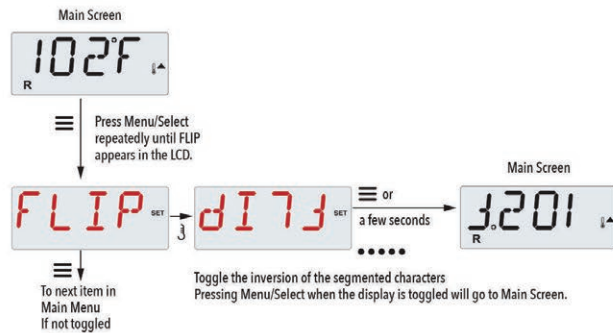 Main Screen
102°F
R
Press Menu/Select
repeatedly until FLIP
appears in the LCD.
Main Screen
FLIP SET
SET
or
a few seconds
R
To next item in
Main Menu
If not toggled
Toggle the inversion of the segmented characters
Pressing Menu/Select when the display is toggled will go to Main Screen.